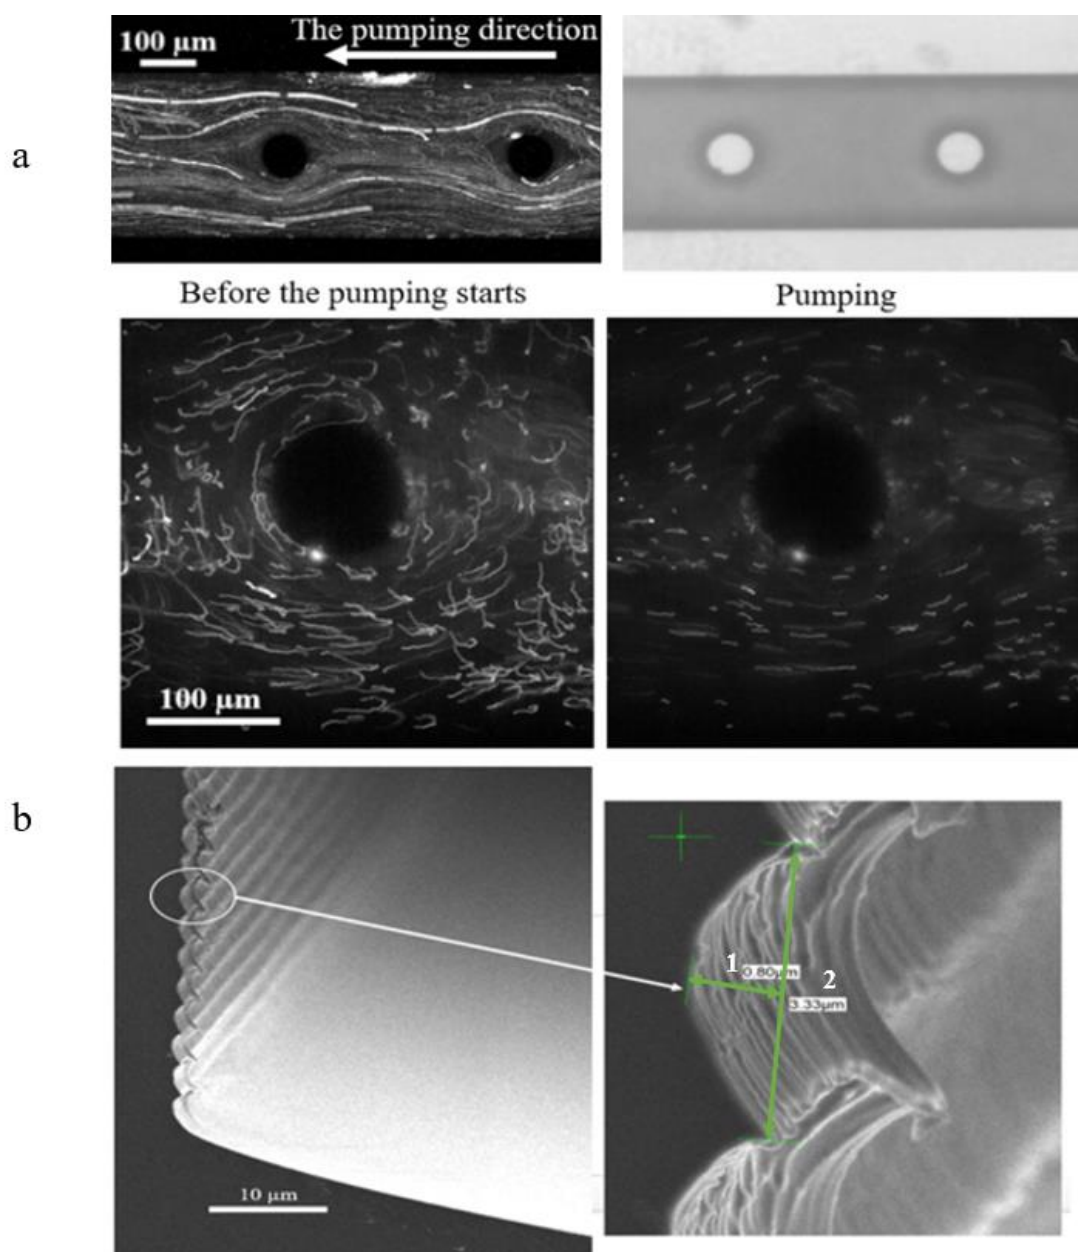 100 µm
The pumping direction
a
Before the pumping starts
Pumping
100 µm
b
10 µm
1
0.80µm
2
3.33µm